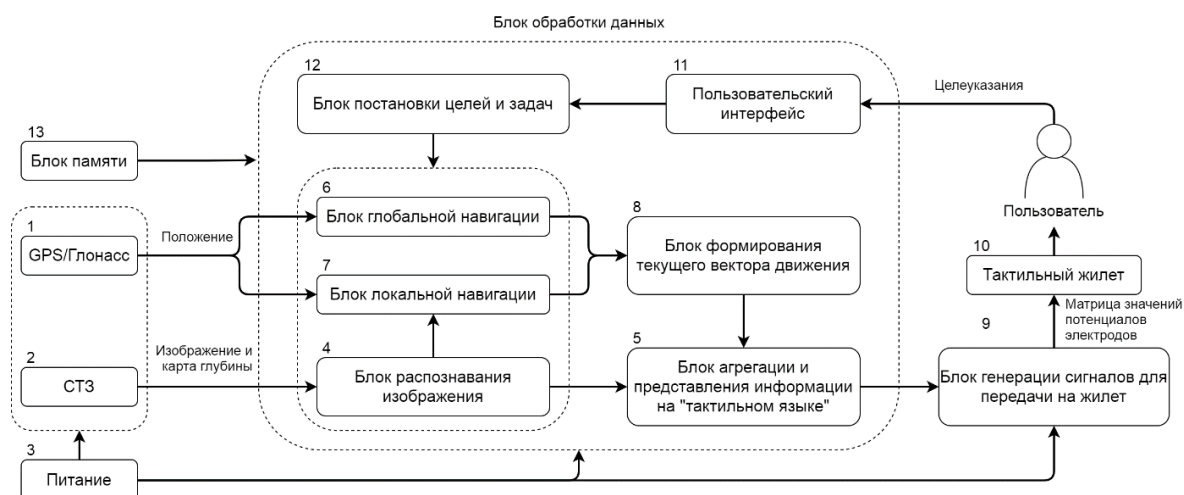 Блок обработки данных
12
Блок постановки целей и задач
11
Пользовательский
интерфейс
Целеуказания
13
Блок памяти
1
GPS/Глонасс
Положение
6
Блок глобальной навигации
7
Блок локальной навигации
8
Блок формирования
текущего вектора движения
Пользователь
10
Тактильный жилет
Матрица значений
потенциалов
электродов
2
СТЗ
Изображение и
карта глубины
4
Блок распознавания
изображения
5
Блок агрегации и
представления информации
на "тактильном языке"
9
Блок генерации сигналов для
передачи на жилет
3
Питание